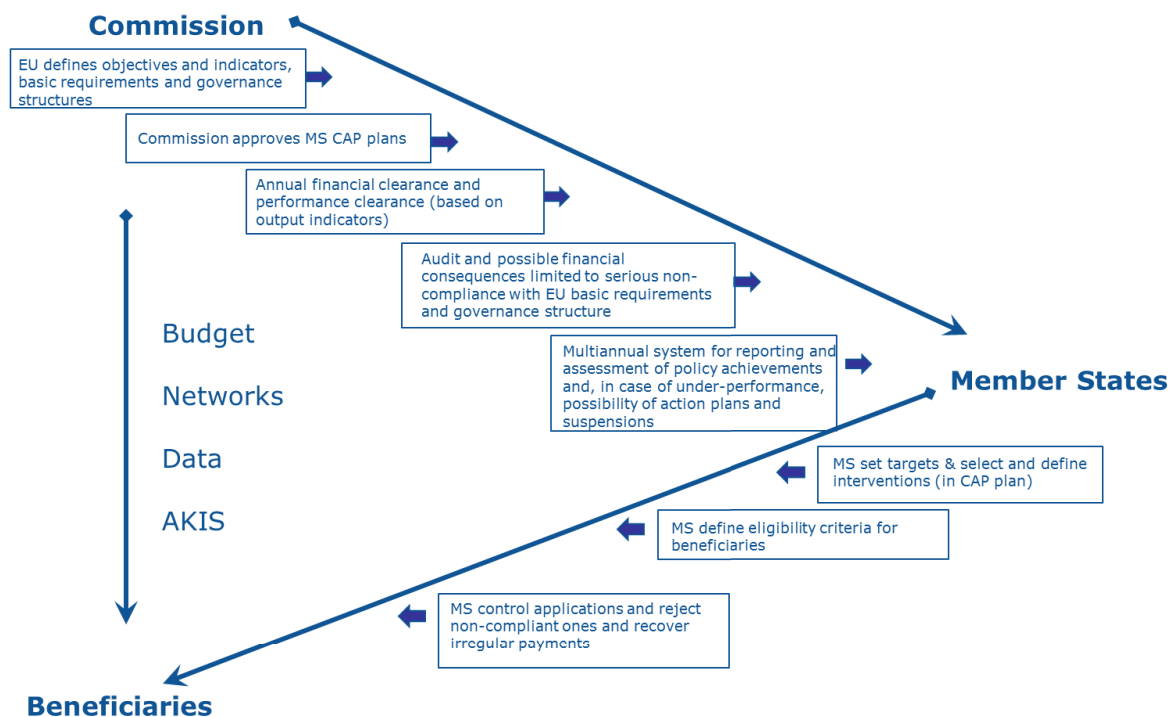 Commission
EU defines objectives and indicators,
basic requirements and governance
structures
Commission approves MS CAP plans
Annual financial clearance and
performance clearance (based on
output indicators)
Audit and possible financial
consequences limited to serious non-
compliance with EU basic requirements
and governance structure
Budget
Networks
Data
AKIS
Multiannual system for reporting and
assessment of policy achievements
and, in case of under-performance,
possibility of action plans and
suspensions
Member States
MS set targets & select and define
interventions (in CAP plan)
MS define eligibility criteria for
beneficiaries
MS control applications and reject
non-compliant ones and recover
irregular payments
Beneficiaries